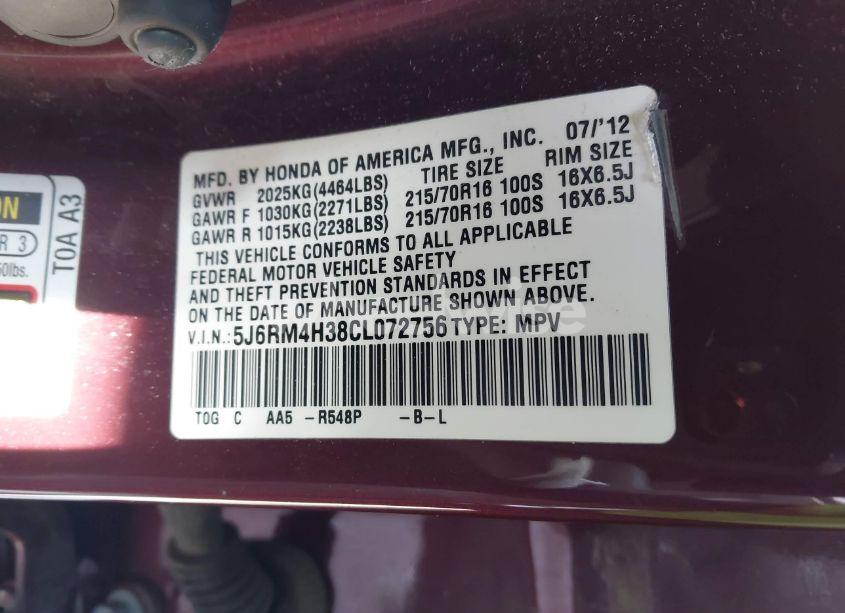 MFD. BY HONDA OF AMERICA MFG., INC. 07/'12
GVWR 2025KG(4464LBS) TIRE SIZE RIM SIZE
GAWR F 1030KG(2271LBS) 215/70R16 100S 16X6.5J
GAWR R 1015KG(2238LBS) 215/70R16 100S 16X6.5J
THIS VEHICLE CONFORMS TO ALL APPLICABLE
FEDERAL MOTOR VEHICLE SAFETY
AND THEFT PREVENTION STANDARDS IN EFFECT
ON THE DATE OF MANUFACTURE SHOWN ABOVE.
V.I.N.: 5J6RM4H38CL072756 TYPE: MPV
TOG C AA5 -R548P -B-L
T0A A3
R 3